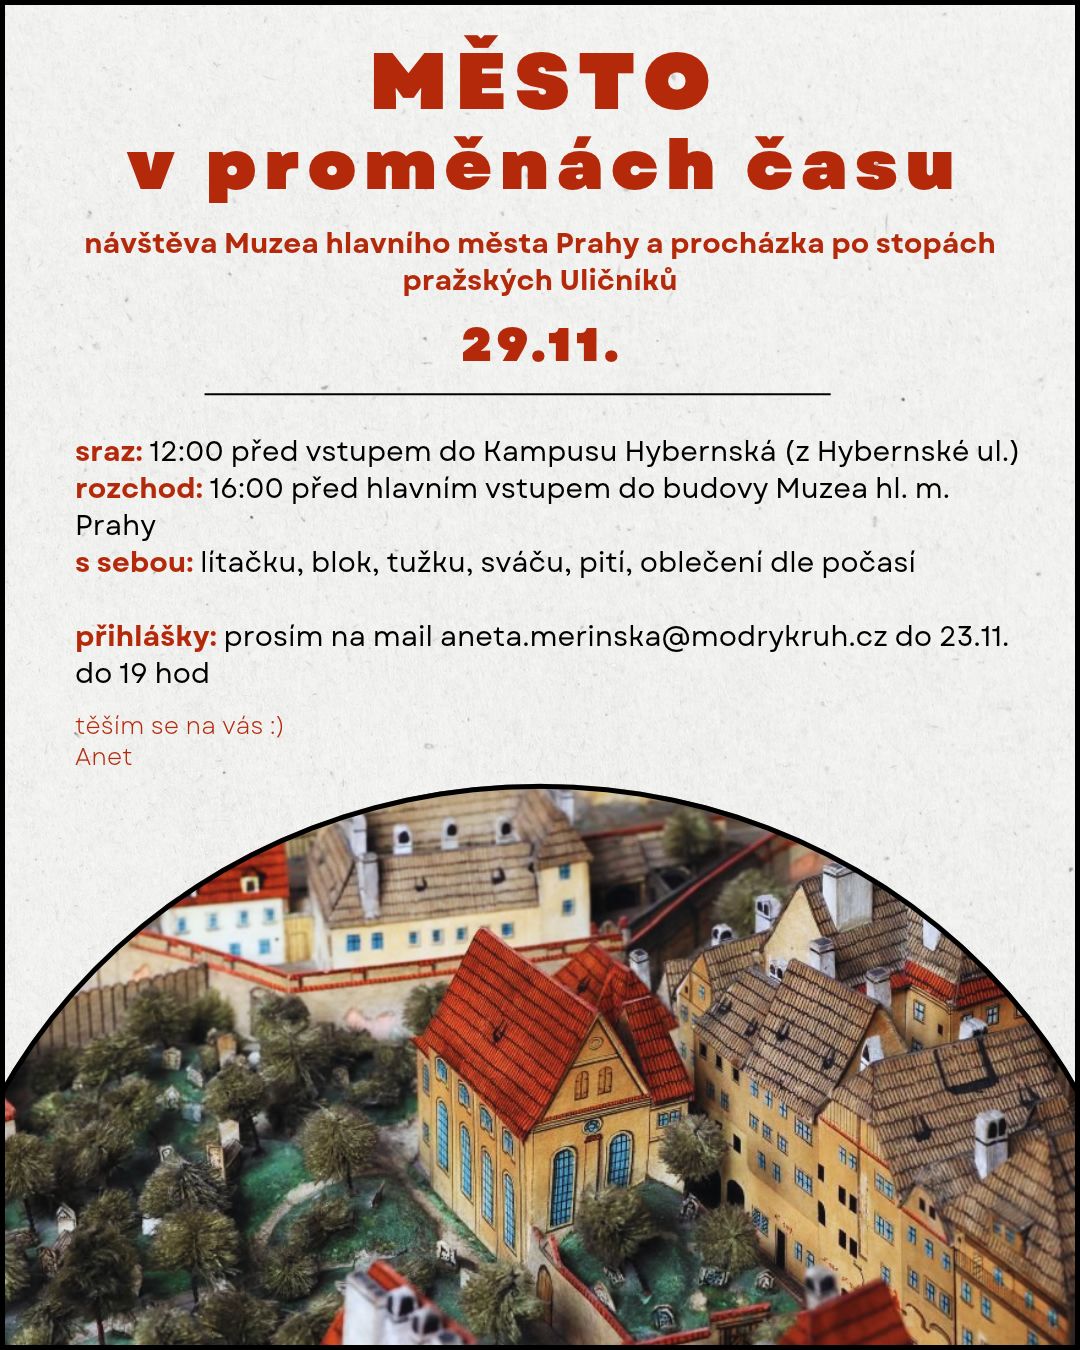 MĚSTO
v proměnách času
návštěva Muzea hlavního města Prahy a procházka po stopách
pražských Uličníků
29.11.
sraz: 12:00 před vstupem do Kampusu Hybernská (z Hybernské ul.)
rozchod: 16:00 před hlavním vstupem do budovy Muzea hl. m.
Prahy
s sebou: lítačku, blok, tužku, sváču, pití, oblečení dle počasí
přihlášky: prosím na mail aneta.merinska@modrykruh.cz do 23.11.
do 19 hod
těším se na vás :)
Anet